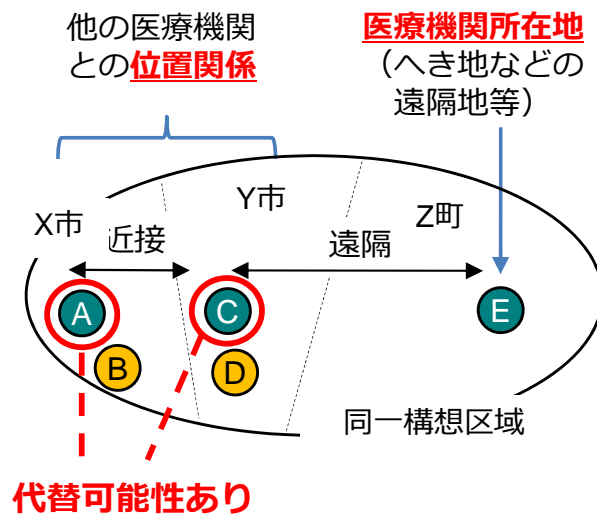 他の医療機関
との位置関係
医療機関所在地
（へき地などの
遠隔地等）
X市
Y市
Z町
近接
遠隔
A
B
C
D
E
同一構想区域
代替可能性あり